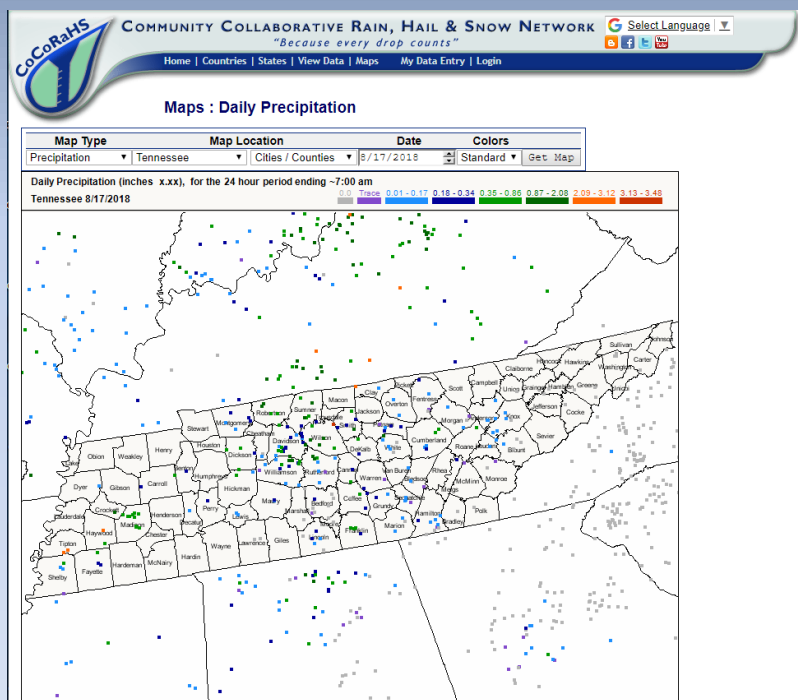 COMMUNITY COLLABORATIVE RAIN, HAIL & SNOW NETWORK
"Because every drop counts"
CoCoRaHS
Select Language
Home | Countries | States | View Data | Maps My Data Entry | Login
Maps : Daily Precipitation
Map Type Map Location Date Colors
Precipitation Tennessee Cities / Counties 8/17/2018 Standard Get Map
Daily Precipitation (inches x.xx), for the 24 hour period ending ~7:00 am
Tennessee 8/17/2018
0.0 Trace 0.01 - 0.17 0.18 - 0.34 0.35 - 0.86 0.87 - 2.08 2.09 - 3.12 3.13 - 3.48
Johnson
Sullivan
Hancock Hawkins Carter
Claiborne Washington
Campbell Union Grainger Hamblen Greene Unicoi
Scott
Clay Pickett
Macon Overton Fentress
Robertson Sumner Jackson Jefferson Cocke
Stewart Montgomery Smith Putnam Morgan Anderson Knox
Cheatham Davidson Wilson Cumberland Sevier
Houston Dickson DeKalb White Roane Loudon Blount
Obion Weakley Henry
Lake Benton Humphreys Williamson Rutherford Cannon Warren Van Buren Bledsoe Rhea McMinn Monroe
Dyer Gibson Carroll Hickman Maury Bedford Coffee Grundy Meigs
Lauderdale Crockett Henderson Perry Lewis Marshall Hamilton Polk
Haywood Madison Decatur Marion Bradley
Tipton Chester Lawrence Giles Lincoln Franklin
Shelby Fayette Hardeman McNairy Hardin Wayne